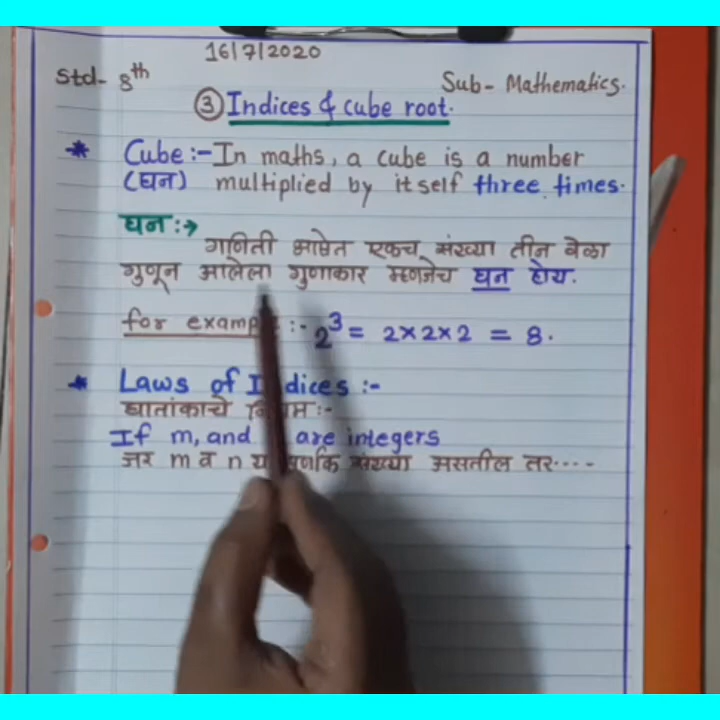 16/7/2020
Std- 8th
Sub- Mathematics.
③ Indices & cube root.
* Cube :- In maths, a cube is a number
(घन) multiplied by itself three times.
घन :→
गणिती भाषेत एकच संख्या तीन वेळा
गुणून आलेला गुणाकार म्हणजेच घन होय.
for :- 2³ = 2×2×2 = 8.
* Laws of :-
घातांकाचे :-
If m, and are integers
जर m व n संख्या असतील तर....